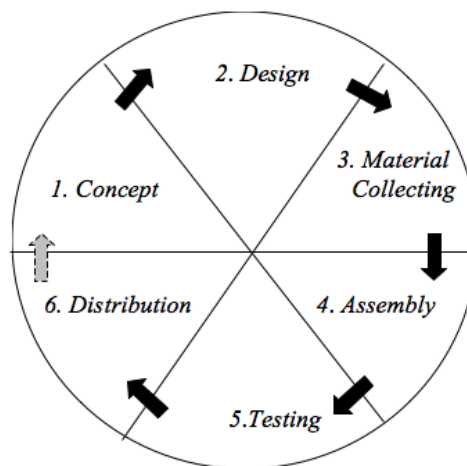 2. Design
3. Material
Collecting
1. Concept
6. Distribution
4. Assembly
5.Testing